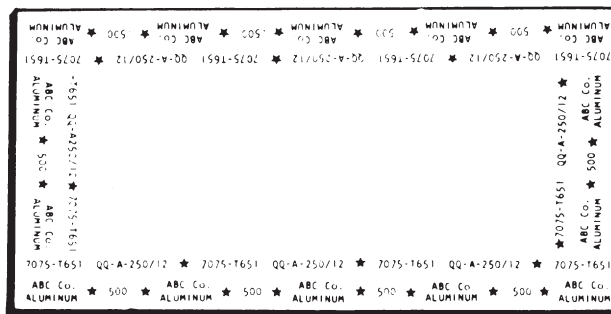 ABC Co. ABC Co. ABC Co. ABC Co. ABC Co.
ALUMINUM ★ 500 ★ ALUMINUM ★ 500 ★ ALUMINUM ★ 500 ★ ALUMINUM ★ 500 ★ ALUMINUM
7075-T651 QQ-A-250/12 ★ 7075-T651 QQ-A-250/12 ★ 7075-T651 QQ-A-250/12 ★ 7075-T651
-T651 QQ-A250/12 ★ 7075-T651
ABC Co. ★ 500 ★ ABC Co.
ALUMINUM ALUMINUM
★ 7075-T651 QQ-A-250/12 ★
ABC Co. ★ 500 ★ ABC Co.
ALUMINUM ALUMINUM
7075-T651 QQ-A-250/12 ★ 7075-T651 QQ-A-250/12 ★ 7075-T651 QQ-A-250/12 ★ 7075-T651
ABC Co. ★ 500 ★ ABC Co. ★ 500 ★ ABC Co. ★ 500 ★ ABC Co. ★ 500 ★ ABC Co.
ALUMINUM ALUMINUM ALUMINUM ALUMINUM ALUMINUM